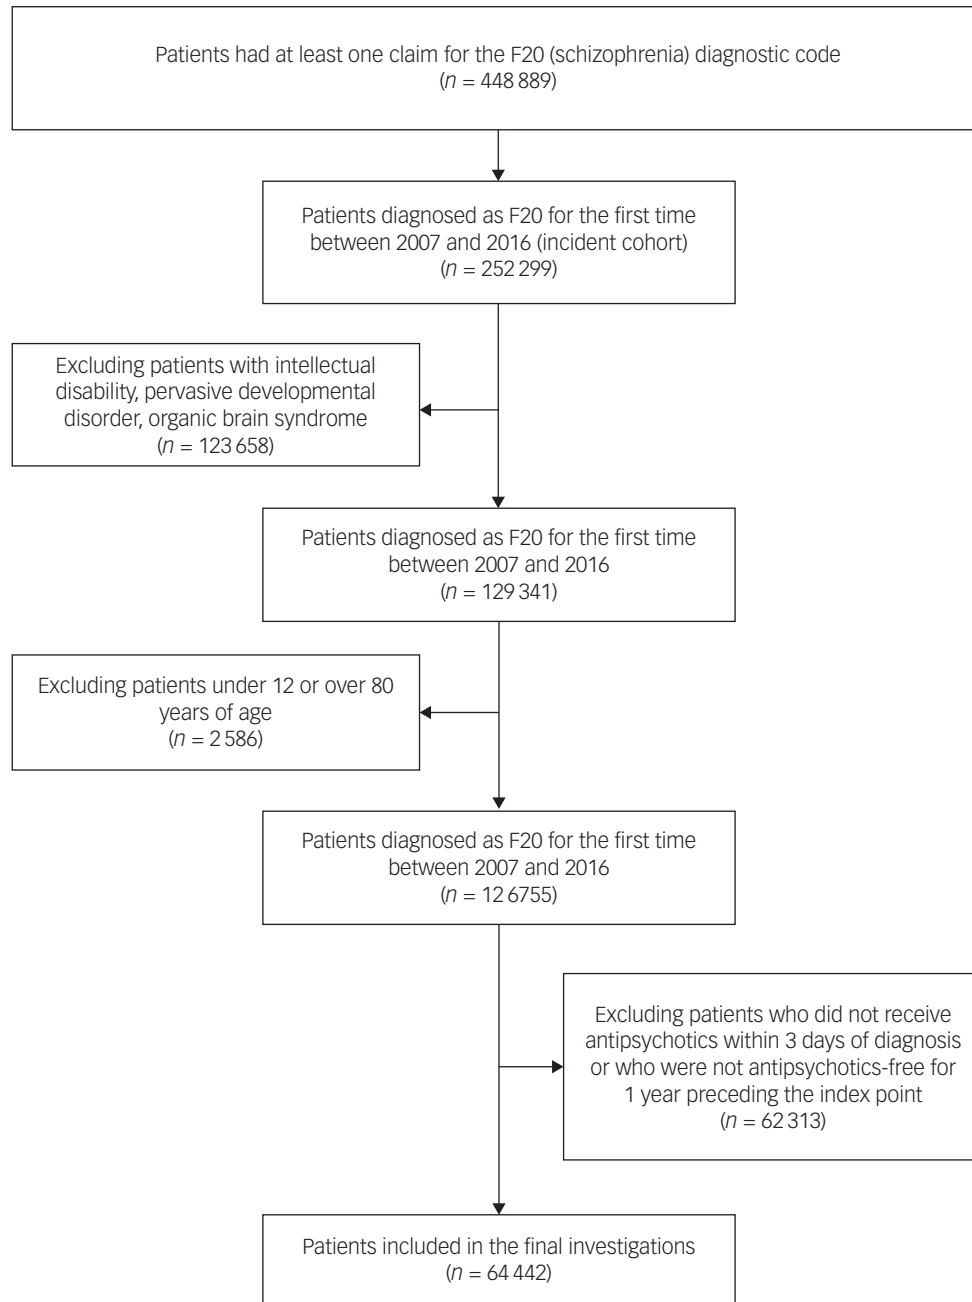 Patients had at least one claim for the F20 (schizophrenia) diagnostic code
(n = 448 889)
Patients diagnosed as F20 for the first time
between 2007 and 2016 (incident cohort)
(n = 252 299)
Excluding patients with intellectual
disability, pervasive developmental
disorder, organic brain syndrome
(n = 123 658)
Patients diagnosed as F20 for the first time
between 2007 and 2016
(n = 129 341)
Excluding patients under 12 or over 80
years of age
(n = 2 586)
Patients diagnosed as F20 for the first time
between 2007 and 2016
(n = 12 6755)
Excluding patients who did not receive
antipsychotics within 3 days of diagnosis
or who were not antipsychotics-free for
1 year preceding the index point
(n = 62 313)
Patients included in the final investigations
(n = 64 442)